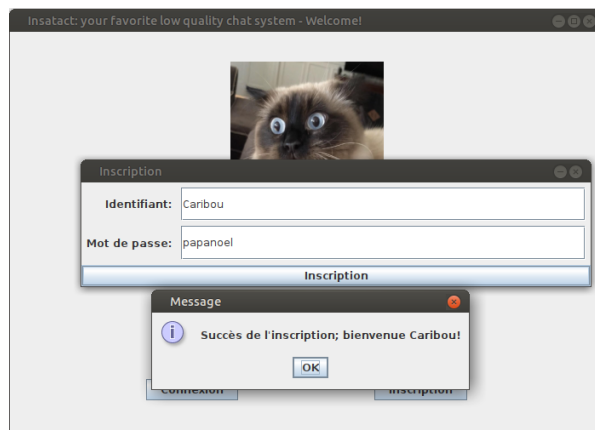 Insatact: your favorite low quality chat system - Welcome!
Inscription
Identifiant: Caribou
Mot de passe: papanoel
Inscription
Message
i Succès de l'inscription; bienvenue Caribou!
OK
Connexion Inscription